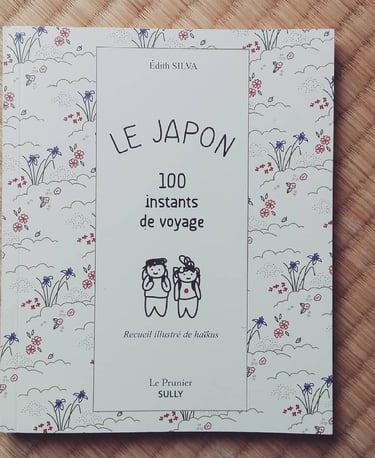 Édith SILVA
LE JAPON
100
instants
de voyage
Recueil illustré de haïkus
Le Prunier
SULLY